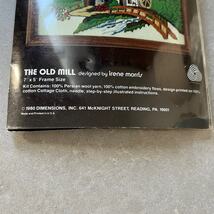 THE OLD MILL designed by irene morris
7" x 5" Frame Size
Kit Contains: 100% Persian wool yarn, 100% cotton embroidery floss, design printed on 100%
cotton Cottage Cloth, needle, step-by-step illustrated instructions.
© 1980 DIMENSIONS, INC. 641 McKNIGHT STREET, READING, PA. 19601
Made and Printed in U.S.A.